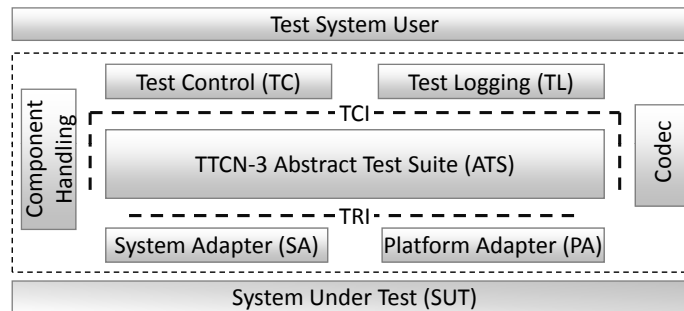 Test System User
Test Control (TC)
Test Logging (TL)
TCI
Component
Handling
TTCN-3 Abstract Test Suite (ATS)
Codec
TRI
System Adapter (SA)
Platform Adapter (PA)
System Under Test (SUT)